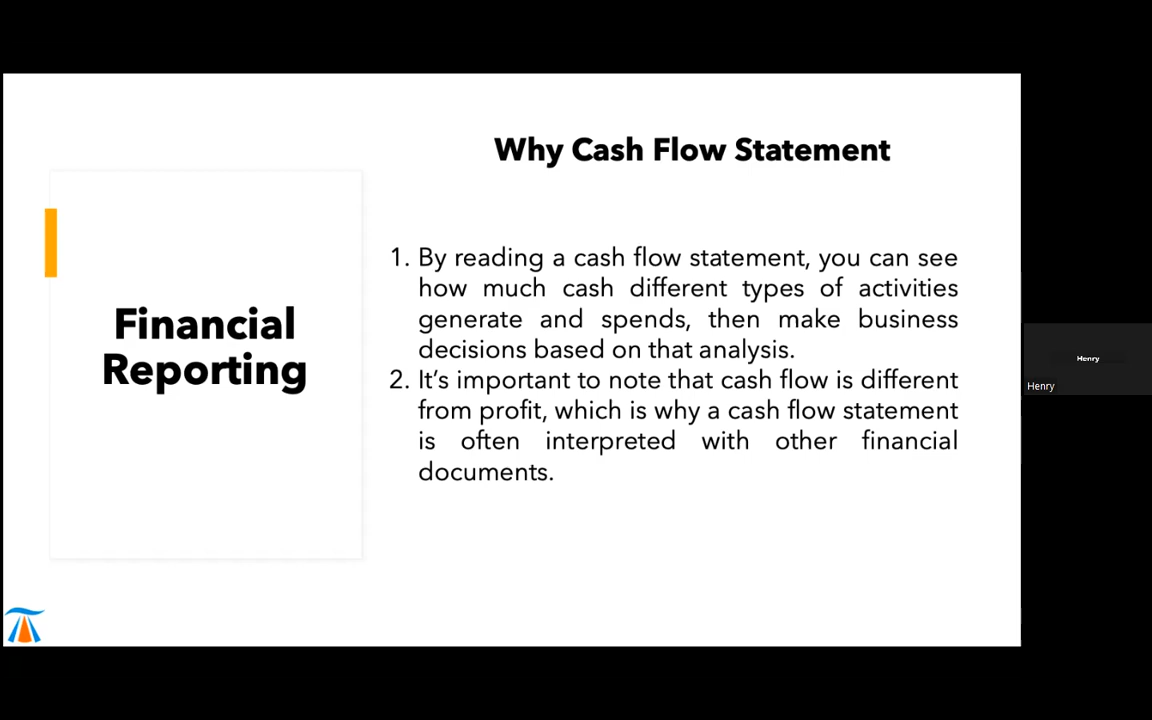 Why Cash Flow Statement
Financial
Reporting
1. By reading a cash flow statement, you can see
how much cash different types of activities
generate and spends, then make business
decisions based on that analysis.
2. It’s important to note that cash flow is different
from profit, which is why a cash flow statement
is often interpreted with other financial
documents.
Henry
Henry